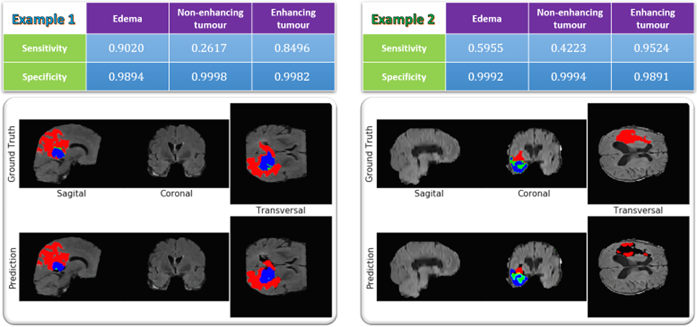 Example 1
Edema Non-enhancing tumour Enhancing tumour
Sensitivity 0.9020 0.2617 0.8496
Specificity 0.9894 0.9998 0.9982
Ground Truth
Sagital Coronal
Transversal
Prediction
Example 2
Edema Non-enhancing tumour Enhancing tumour
Sensitivity 0.5955 0.4223 0.9524
Specificity 0.9992 0.9994 0.9891
Ground Truth
Sagital Coronal
Transversal
Prediction